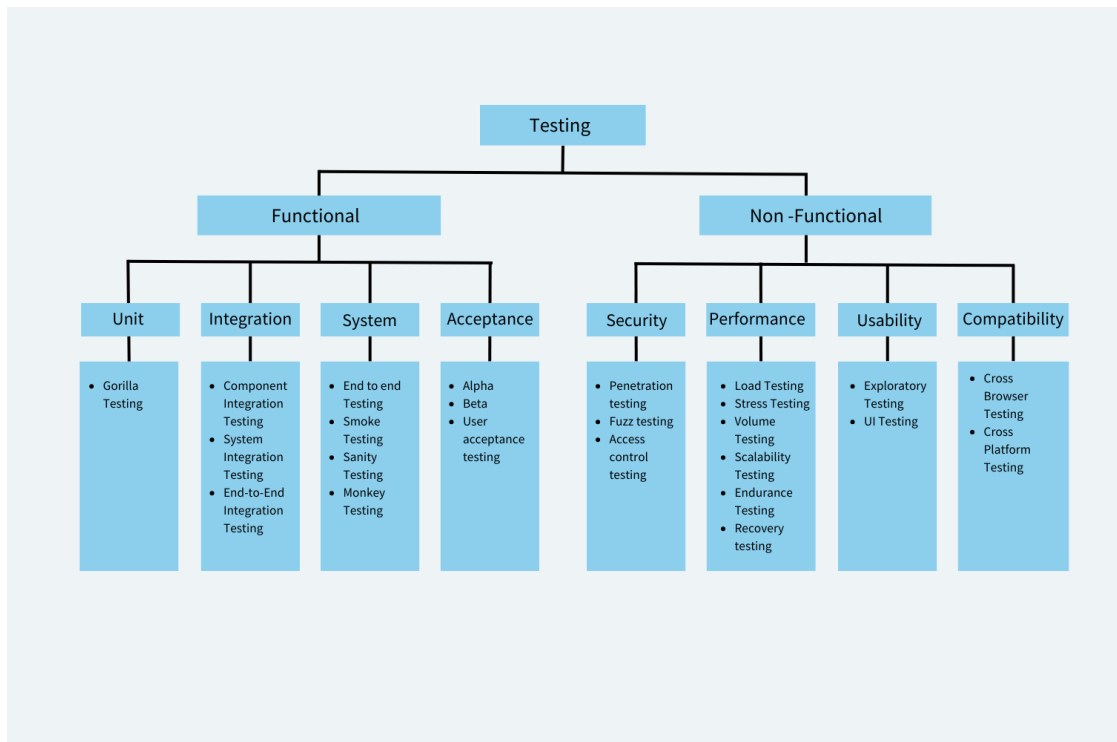 Testing
Functional
Non -Functional
Unit
Integration
System
Acceptance
Security
Performance
Usability
Compatibility
• Gorilla
Testing
• Component
Integration
Testing
• System
Integration
Testing
• End-to-End
Integration
Testing
• End to end
Testing
• Smoke
Testing
• Sanity
Testing
• Monkey
Testing
• Alpha
• Beta
• User
acceptance
testing
• Penetration
testing
• Fuzz testing
• Access
control
testing
• Load Testing
• Stress Testing
• Volume
Testing
• Scalability
Testing
• Endurance
Testing
• Recovery
testing
• Exploratory
Testing
• UI Testing
• Cross
Browser
Testing
• Cross
Platform
Testing